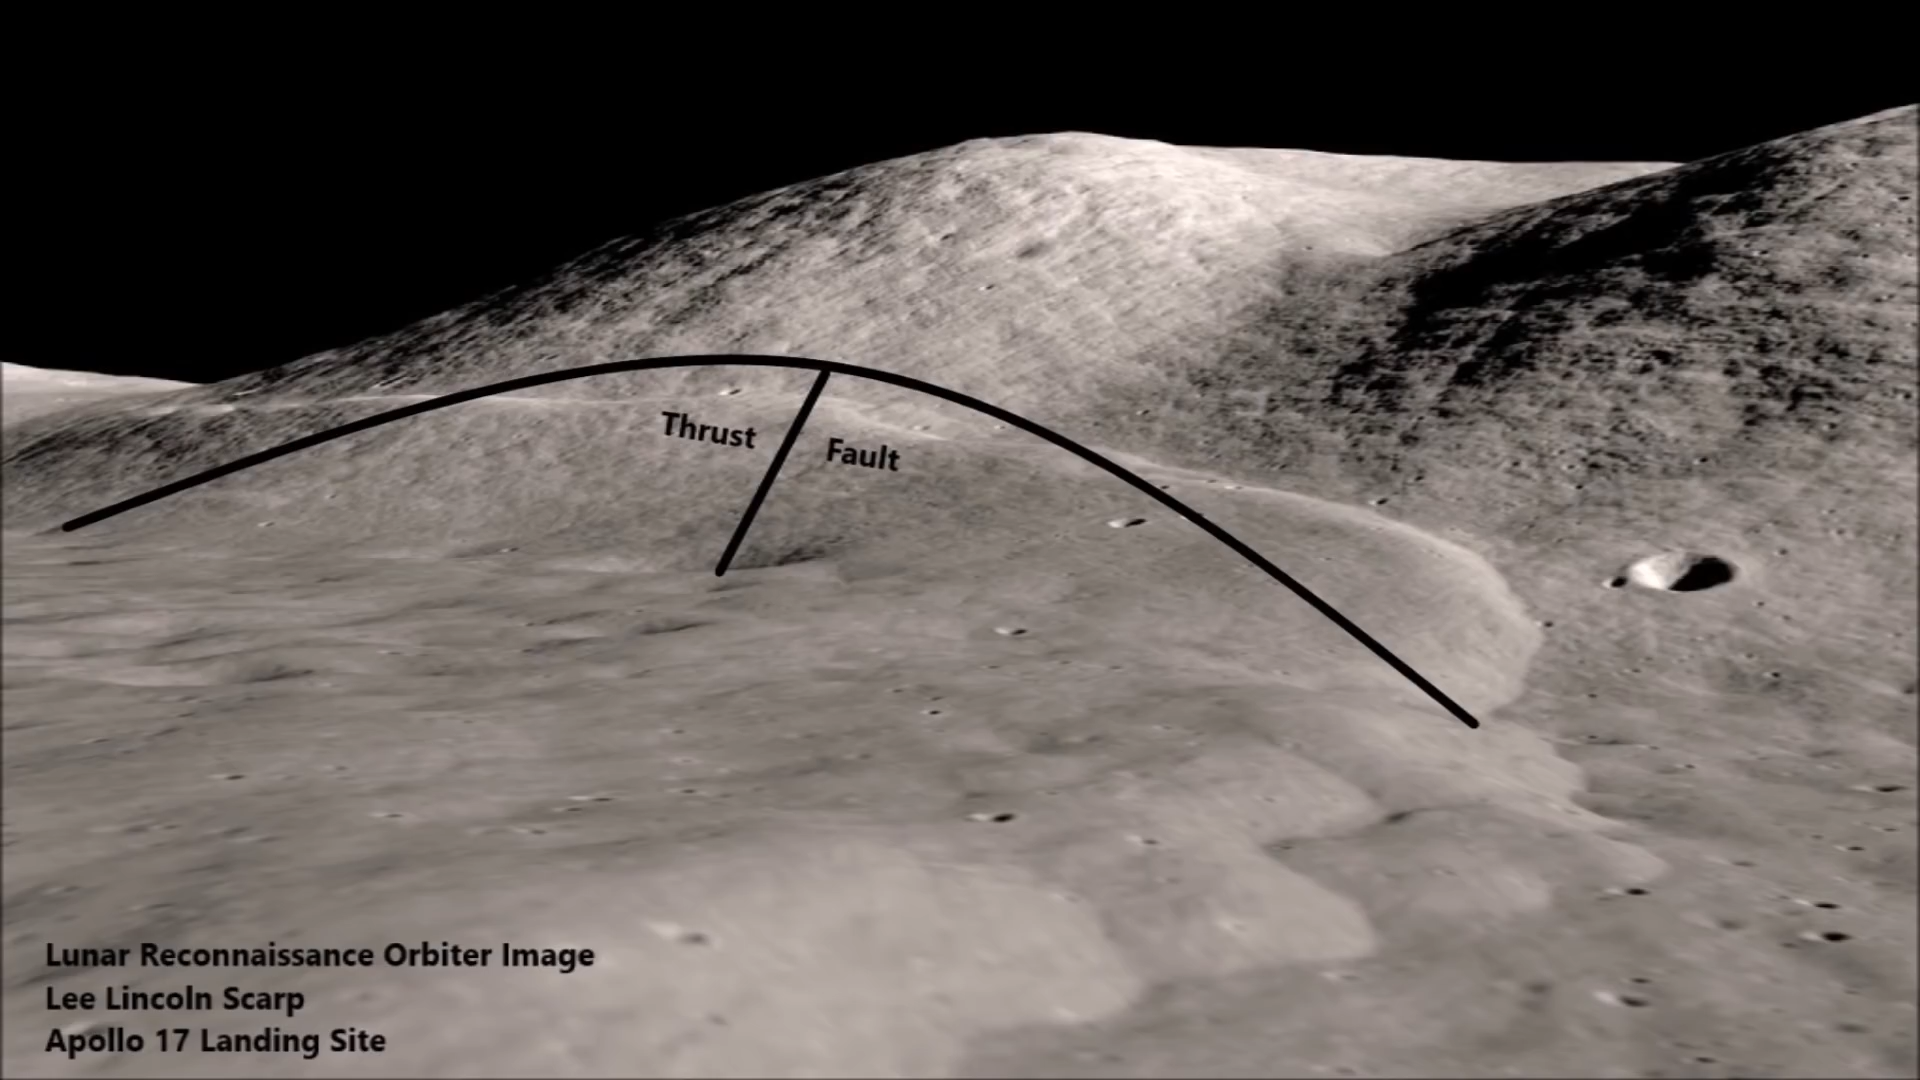 Thrust Fault
Lunar Reconnaissance Orbiter Image
Lee Lincoln Scarp
Apollo 17 Landing Site